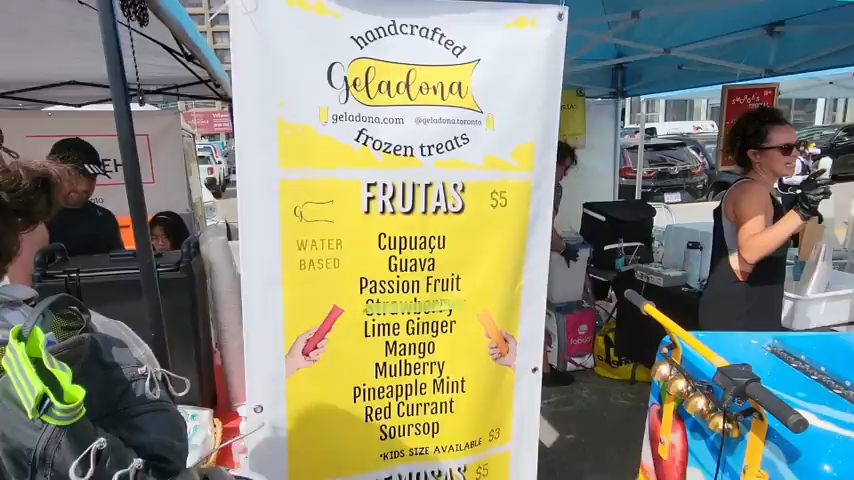 handcrafted
Geladona
geladona.com @geladona.toronto
frozen treats
FRUTAS $5
WATER
BASED
Cupuaçu
Guava
Passion Fruit
Strawberry
Lime Ginger
Mango
Mulberry
Pineapple Mint
Red Currant
Soursop
*KIDS SIZE AVAILABLE $3
$5